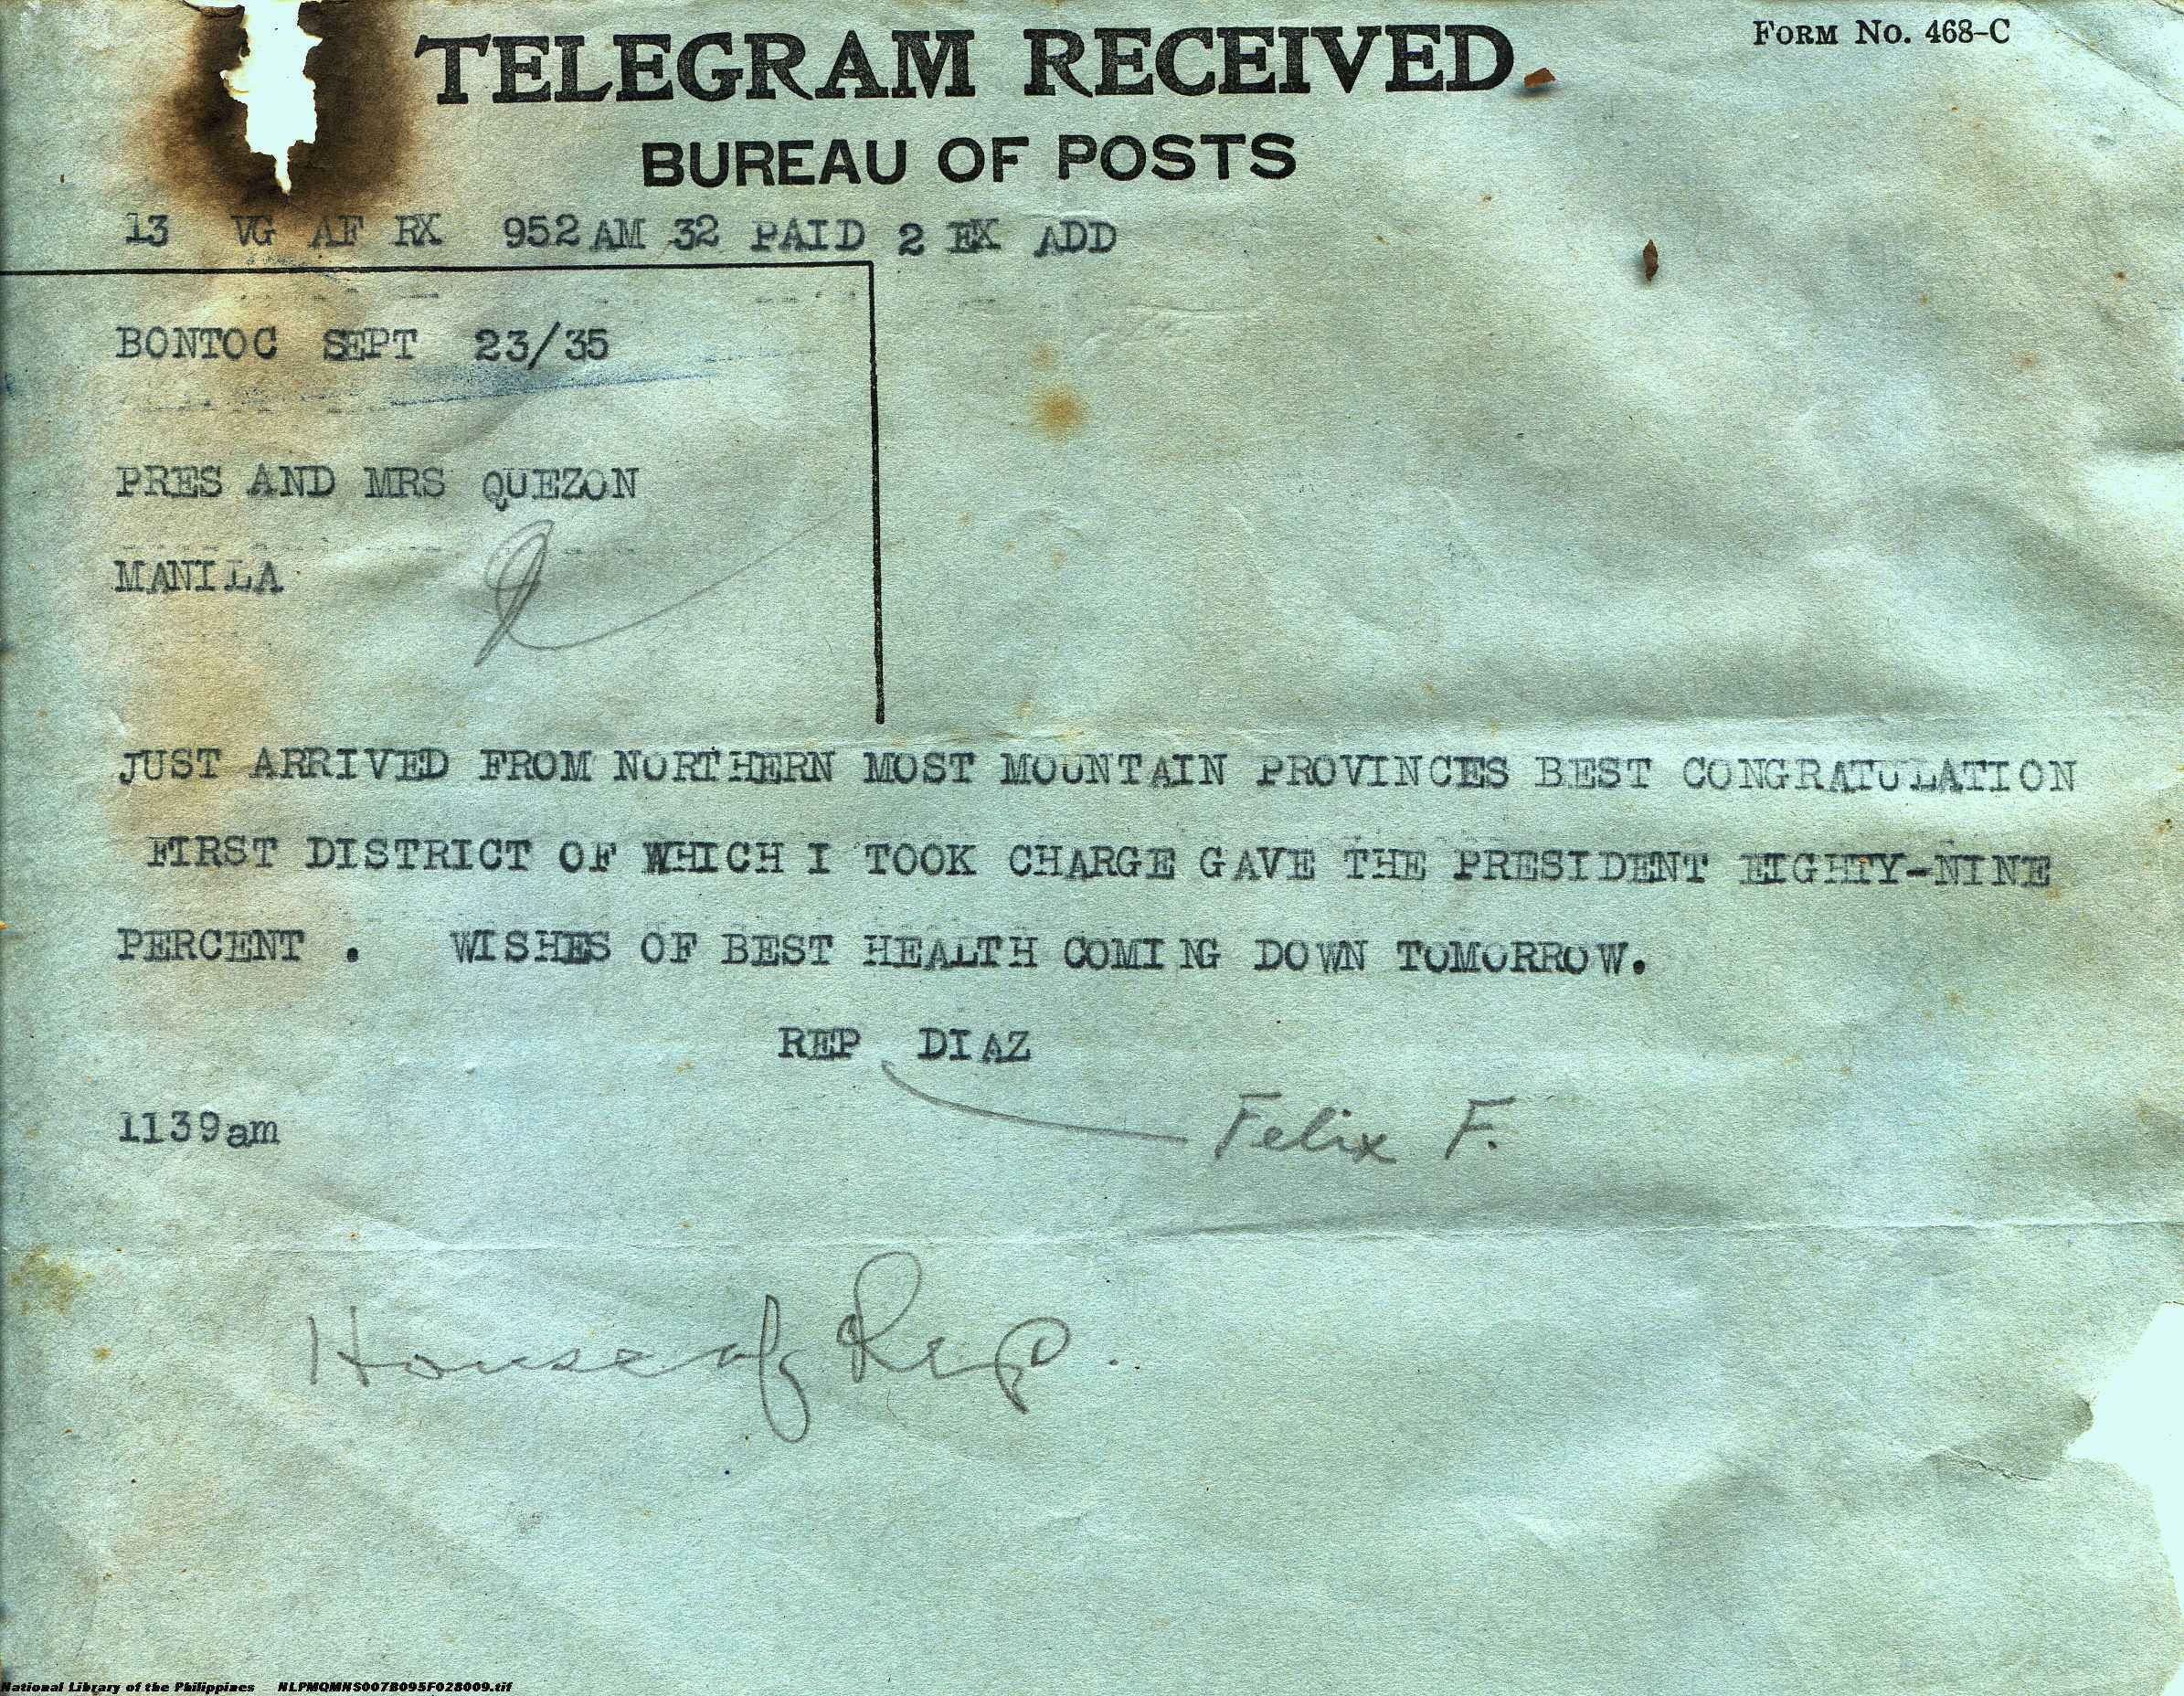 TELEGRAM RECEIVED.
FORM NO. 468-C
BUREAU OF POSTS
13 VG AF RX 952AM 32 PAID 2 EX ADD
BONTOC SEPT 23/35
PRES AND MRS QUEZON
MANILA
JUST ARRIVED FROM NORTHERN MOST MOUNTAIN PROVINCES BEST CONGRATULATION
FIRST DISTRICT OF WHICH I TOOK CHARGE GAVE THE PRESIDENT EIGHTY-NINE
PERCENT . WISHES OF BEST HEALTH COMING DOWN TOMORROW.
REP DIAZ
1139am
Felix F.
House of Rep.
National Library of the Philippines NLPMQMNS007B095F028009.tif